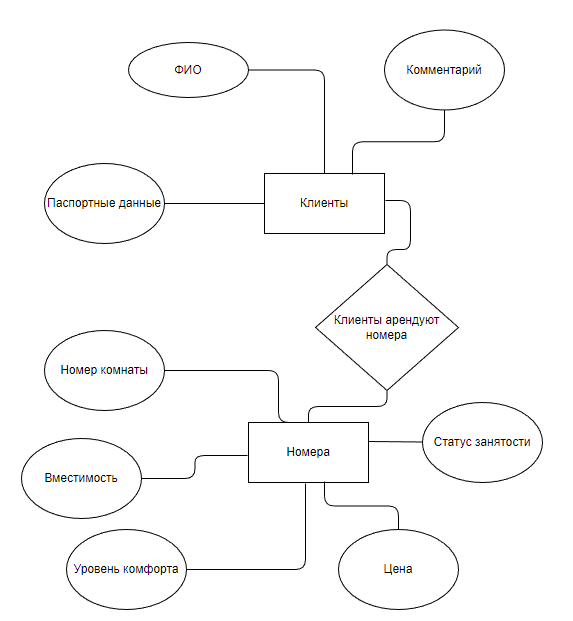 ФИО
Комментарий
Паспортные данные
Клиенты
Клиенты арендуют
номера
Номер комнаты
Статус занятости
Номера
Вместимость
Уровень комфорта
Цена